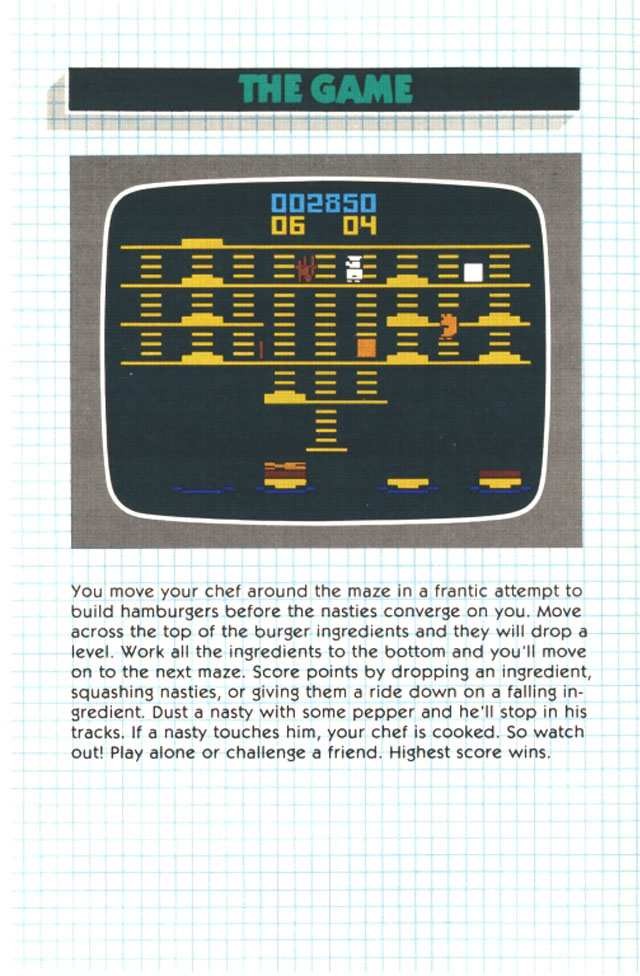 THE GAME
002850
06 04
You move your chef around the maze in a frantic attempt to
build hamburgers before the nasties converge on you. Move
across the top of the burger ingredients and they will drop a
level. Work all the ingredients to the bottom and you'll move
on to the next maze. Score points by dropping an ingredient,
squashing nasties, or giving them a ride down on a falling in-
gredient. Dust a nasty with some pepper and he'll stop in his
tracks. If a nasty touches him, your chef is cooked. So watch
out! Play alone or challenge a friend. Highest score wins.